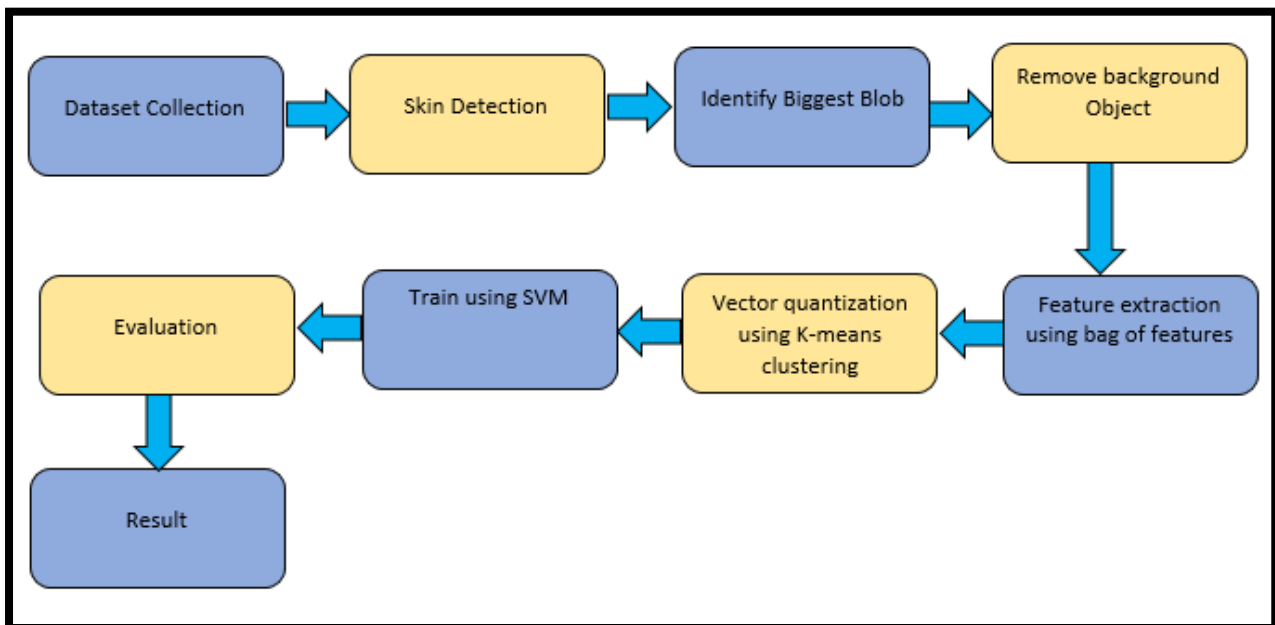 Dataset Collection
Skin Detection
Identify Biggest Blob
Remove background
Object
Feature extraction
using bag of features
Vector quantization
using K-means
clustering
Train using SVM
Evaluation
Result